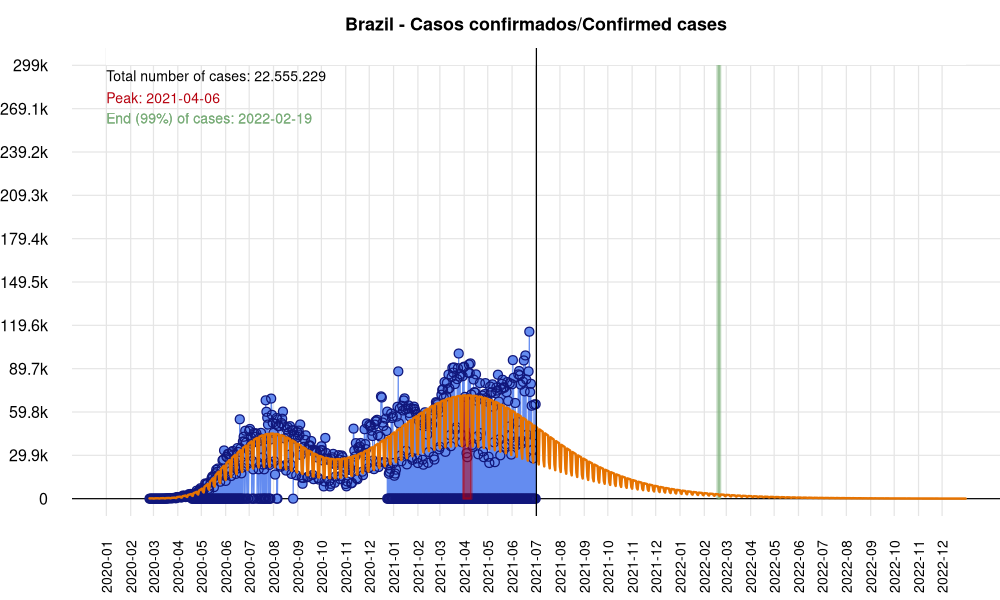 Brazil - Casos confirmados/Confirmed cases
Total number of cases: 22.555.229
Peak: 2021-04-06
End (99%) of cases: 2022-02-19
299k
269.1k
239.2k
209.3k
179.4k
149.5k
119.6k
89.7k
59.8k
29.9k
0
2020-01
2020-02
2020-03
2020-04
2020-05
2020-06
2020-07
2020-08
2020-09
2020-10
2020-11
2020-12
2021-01
2021-02
2021-03
2021-04
2021-05
2021-06
2021-07
2021-08
2021-09
2021-10
2021-11
2021-12
2022-01
2022-02
2022-03
2022-04
2022-05
2022-06
2022-07
2022-08
2022-09
2022-10
2022-11
2022-12